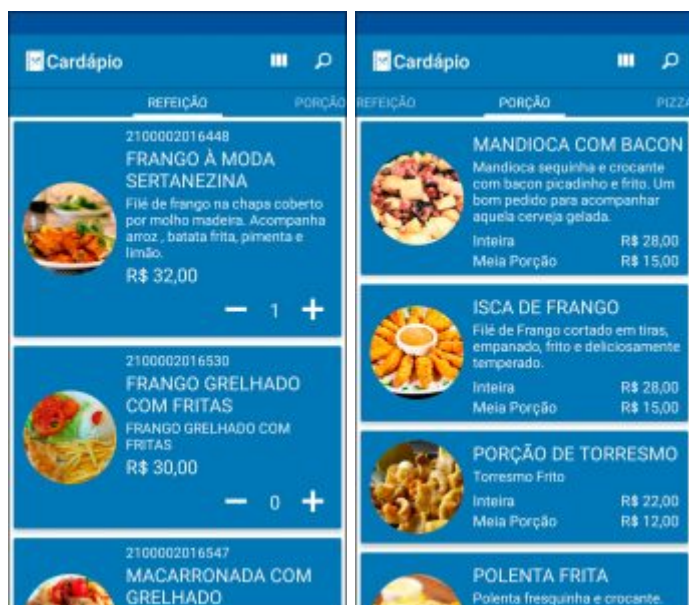 Cardápio
REFEIÇÃO PORÇÃO
2100002016448
FRANGO À MODA
SERTANEZINA
Filé de frango na chapa coberto
por molho madeira. Acompanha
arroz , batata frita, pimenta e
limão.
R$ 32,00
1
2100002016530
FRANGO GRELHADO
COM FRITAS
FRANGO GRELHADO COM
FRITAS
R$ 30,00
0
2100002016547
MACARRONADA COM
GRELHADO
Cardápio
REFEIÇÃO PORÇÃO PIZZA
MANDIOCA COM BACON
Mandioca sequinha e crocante
com bacon picadinho e frito. Um
bom pedido para acompanhar
aquela cerveja gelada.
Inteira R$ 28,00
Meia Porção R$ 15,00
ISCA DE FRANGO
Filé de Frango cortado em tiras,
empanado, frito e deliciosamente
temperado.
Inteira R$ 28,00
Meia Porção R$ 15,00
PORÇÃO DE TORRESMO
Torresmo Frito
Inteira R$ 22,00
Meia Porção R$ 12,00
POLENTA FRITA
Polenta fresquinha e crocante.